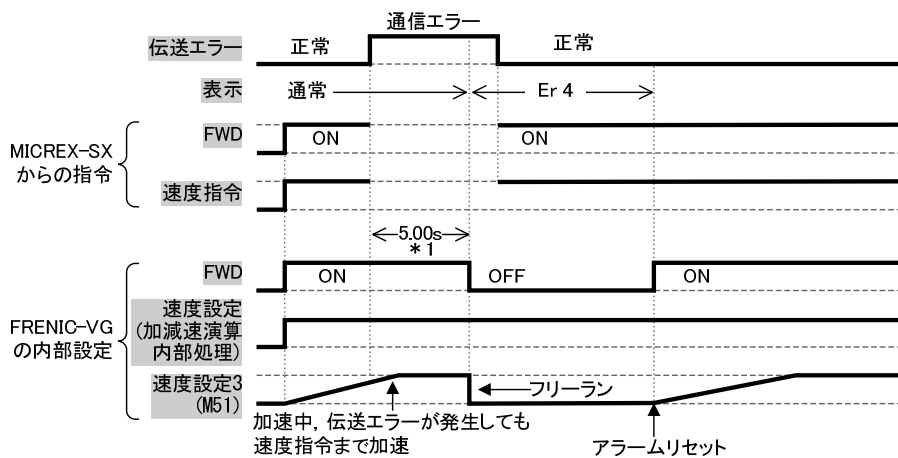 通信エラー
伝送エラー 正常 正常
表示 通常 Er 4
MICREX-SX
からの指令
FWD ON ON
速度指令
5.00s
*1
FRENIC-VG
の内部設定
FWD ON OFF ON
速度設定
(加減速演算
内部処理)
速度設定3
(M51)
フリーラン
加速中，伝送エラーが発生しても
速度指令まで加速
アラームリセット